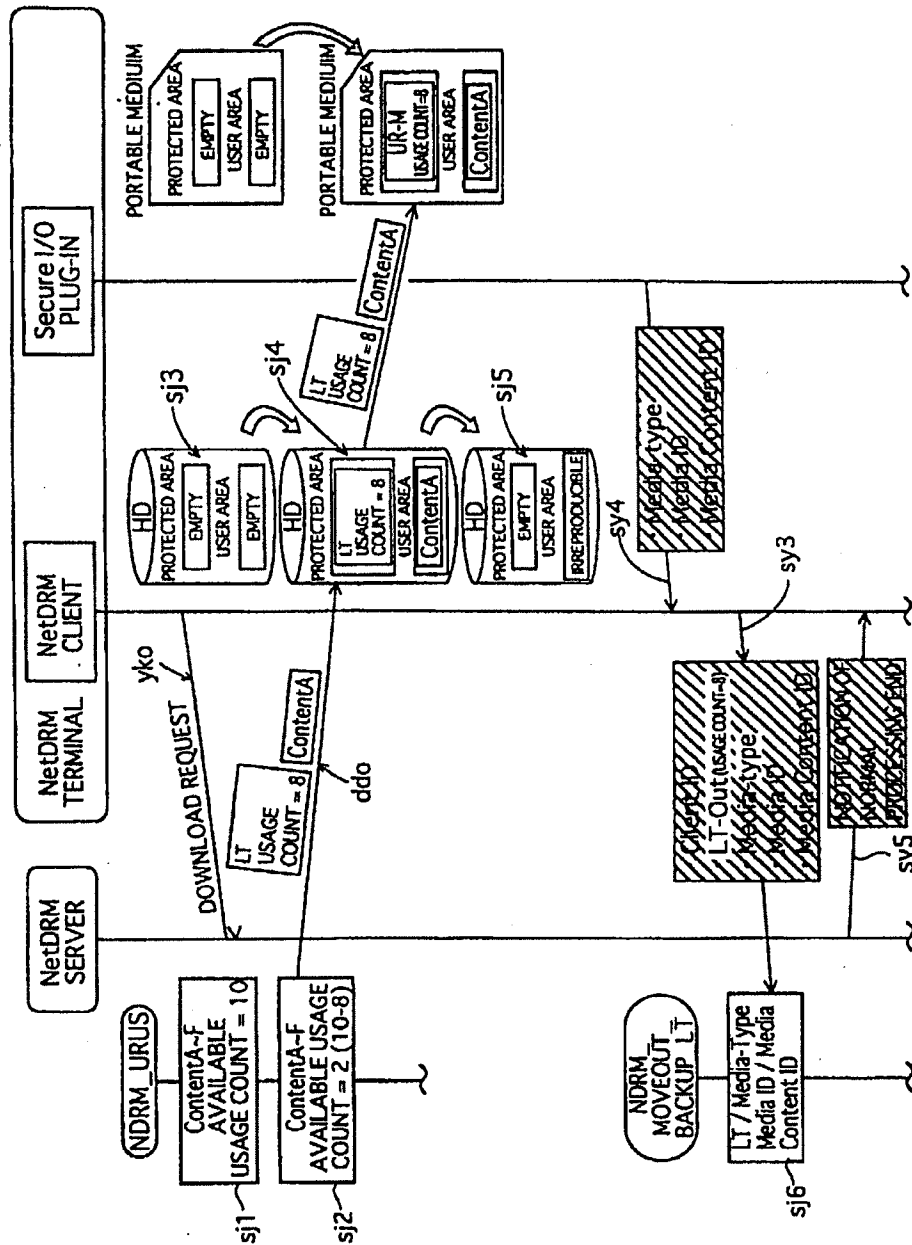 NetDRM
SERVER
NetDRM
TERMINAL
NetDRM
CLIENT
Secure I/O
PLUG-IN
NDRM_URUS
ContentA~F
AVAILABLE
USAGE COUNT = 10
sj1
ContentA~F
AVAILABLE USAGE
COUNT = 2 (10-8)
sj2
DOWNLOAD REQUEST
yko
LT
USAGE
COUNT = 8
ContentA
ddo
HD
PROTECTED AREA
EMPTY
USER AREA
EMPTY
sj3
HD
PROTECTED AREA
LT
USAGE
COUNT = 8
USER AREA
ContentA
sj4
HD
PROTECTED AREA
EMPTY
USER AREA
IRREPRODUCIBLE
sj5
LT
USAGE
COUNT = 8
ContentA
PORTABLE MEDIUM
PROTECTED AREA
EMPTY
USER AREA
EMPTY
PORTABLE MEDIUM
PROTECTED AREA
UR-M
USAGE COUNT=8
USER AREA
ContentA
NDRM_
MOVEOUT_
BACKUP LT
LT / Media-Type
Media ID / Media
Content ID
sj6
· Media-type
· Media ID
· Media Content ID
sy4
Client ID
LT-Out (USAGE COUNT=8)
· Media-type
· Media ID
· Media Content ID
sy3
NOTIFICATION OF
NORMAL
PROCESSING END
sy5